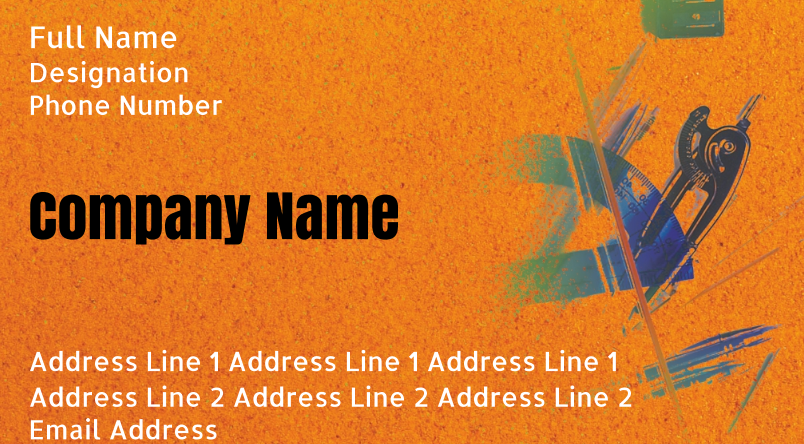 Full Name
Designation
Phone Number
Company Name
Address Line 1 Address Line 1 Address Line 1
Address Line 2 Address Line 2 Address Line 2
Email Address